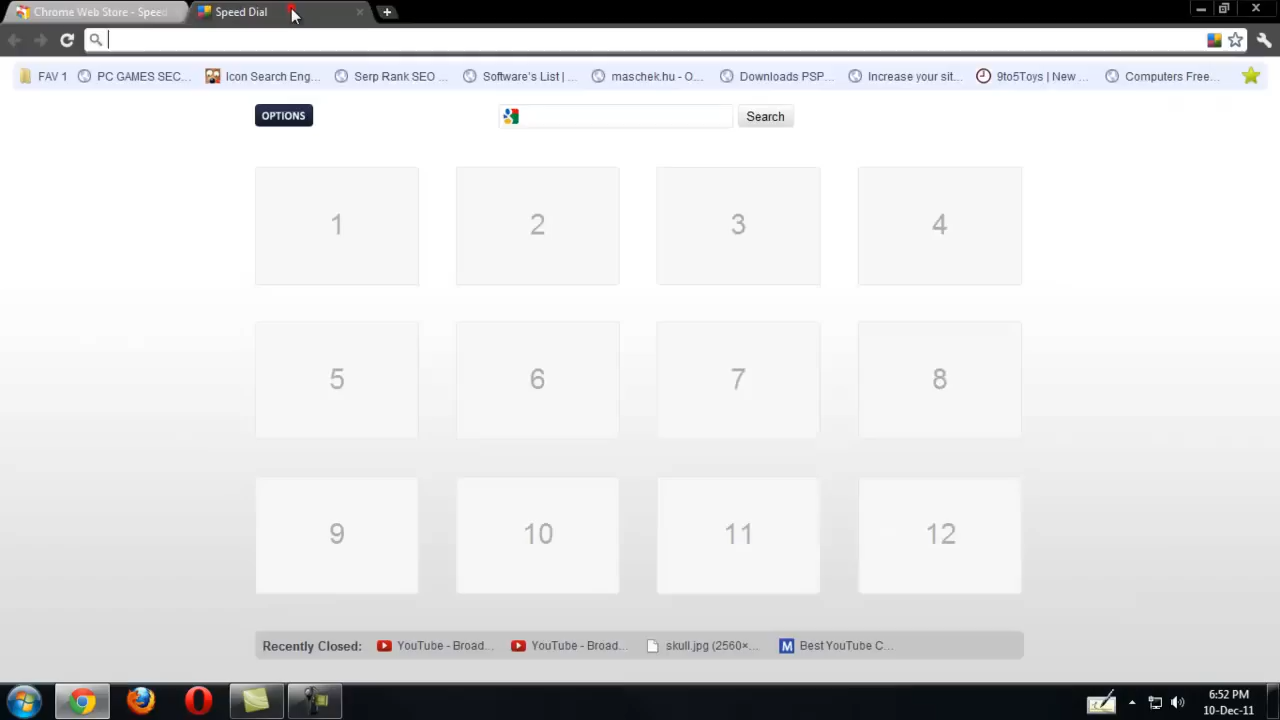 Chrome Web Store - Speed
Speed Dial
FAV 1
PC GAMES SEC...
Icon Search Eng...
Serp Rank SEO ...
Software's List | ...
maschek.hu - O...
Downloads PSP...
Increase your sit...
9to5Toys | New ...
Computers Free...
OPTIONS
Search
1
2
3
4
5
6
7
8
9
10
11
12
Recently Closed:
YouTube - Broad...
YouTube - Broad...
skull.jpg (2560×...
M
Best YouTube C...
6:52 PM
10-Dec-11